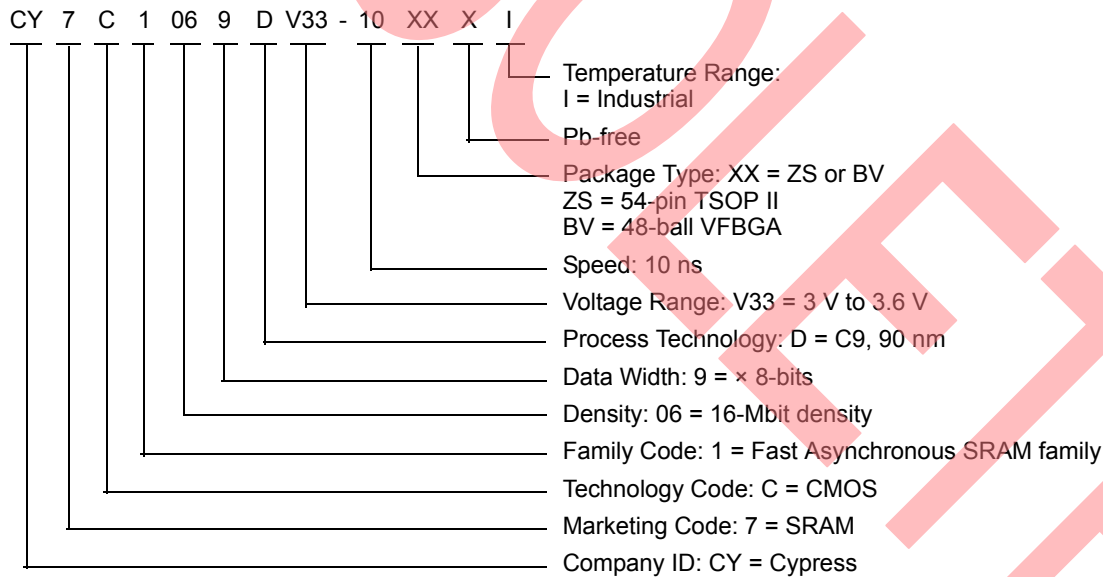 CY 7 C 1 06 9 D V33 - 10 XX X I
Temperature Range:
I = Industrial
Pb-free
Package Type: XX = ZS or BV
ZS = 54-pin TSOP II
BV = 48-ball VFBGA
Speed: 10 ns
Voltage Range: V33 = 3 V to 3.6 V
Process Technology: D = C9, 90 nm
Data Width: 9 = × 8-bits
Density: 06 = 16-Mbit density
Family Code: 1 = Fast Asynchronous SRAM family
Technology Code: C = CMOS
Marketing Code: 7 = SRAM
Company ID: CY = Cypress